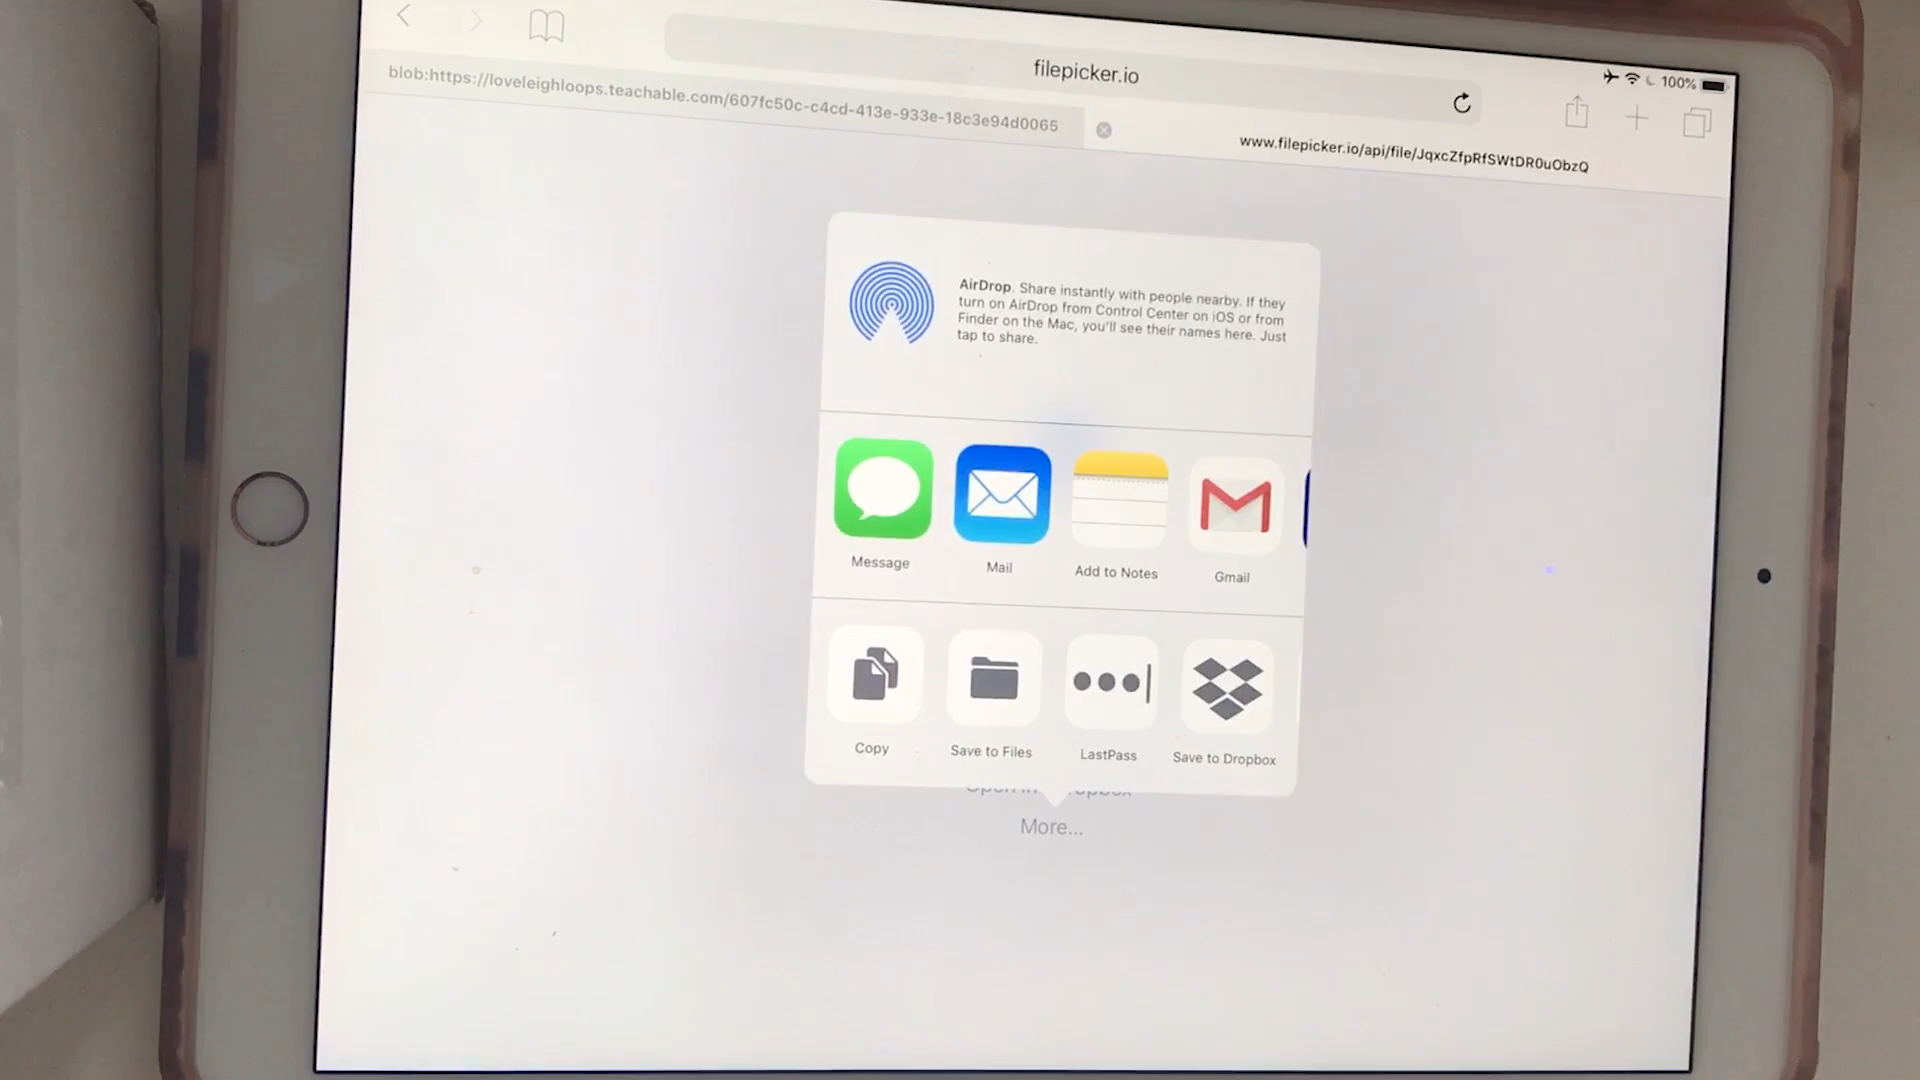 filepicker.io
100%
blob:https://loveleighloops.teachable.com/607fc50c-c4cd-413e-933e-18c3e94d0065
www.filepicker.io/api/file/JqxcZfpRfSWtDR0uObzQ
AirDrop. Share instantly with people nearby. If they
turn on AirDrop from Control Center on iOS or from
Finder on the Mac, you'll see their names here. Just
tap to share.
Message
Mail
Add to Notes
Gmail
Copy
Save to Files
LastPass
Save to Dropbox
More...